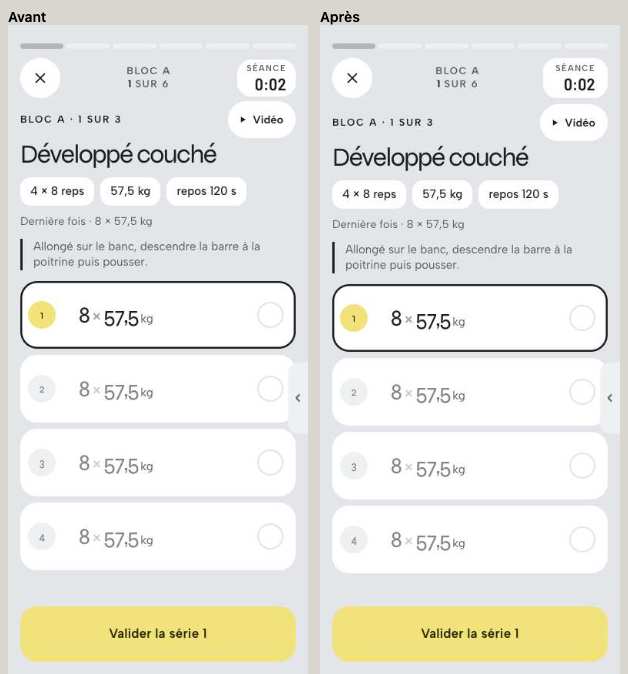 Avant
BLOC A
1 SUR 6
SÉANCE
0:02
BLOC A · 1 SUR 3
Vidéo
Développé couché
4 × 8 reps
57,5 kg
repos 120 s
Dernière fois · 8 × 57,5 kg
Allongé sur le banc, descendre la barre à la
poitrine puis pousser.
1 8 × 57,5 kg
2 8 × 57,5 kg
3 8 × 57,5 kg
4 8 × 57,5 kg
Valider la série 1
Après
BLOC A
1 SUR 6
SÉANCE
0:02
BLOC A · 1 SUR 3
Vidéo
Développé couché
4 × 8 reps
57,5 kg
repos 120 s
Dernière fois · 8 × 57,5 kg
Allongé sur le banc, descendre la barre à la
poitrine puis pousser.
1 8 × 57,5 kg
2 8 × 57,5 kg
3 8 × 57,5 kg
4 8 × 57,5 kg
Valider la série 1